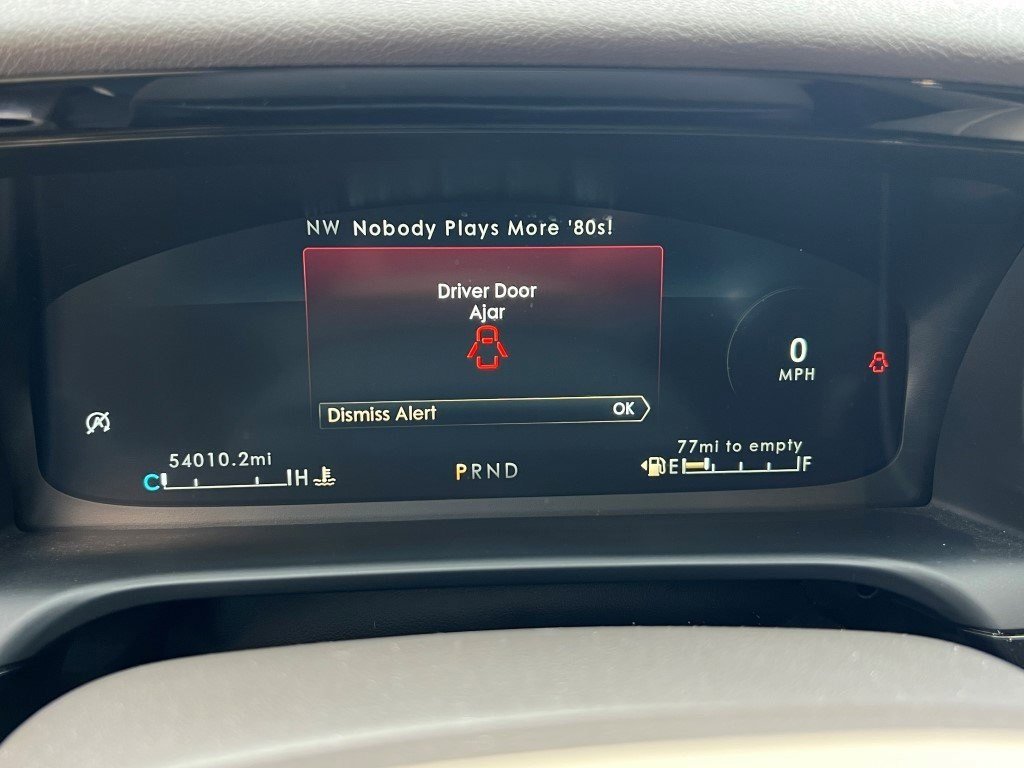 NW Nobody Plays More '80s!
Driver Door
Ajar
0
MPH
Dismiss Alert OK
54010.2mi
77mi to empty
C H
PRND
E F